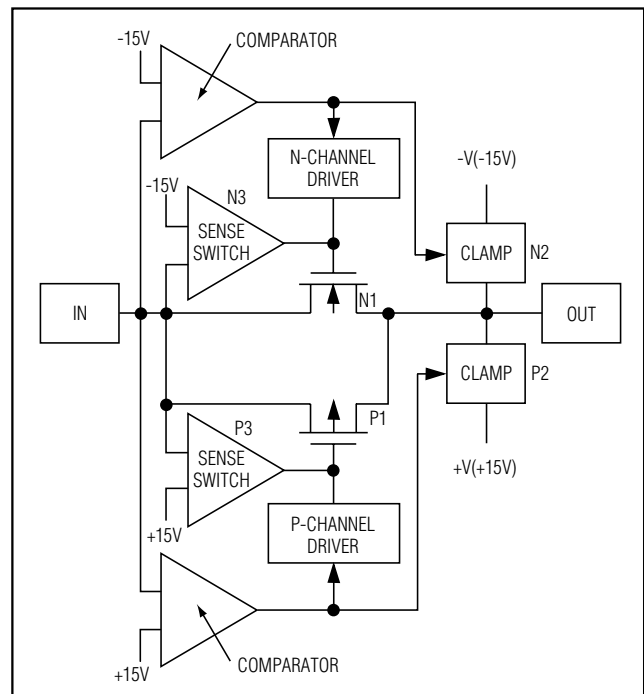 -15V
COMPARATOR
N-CHANNEL
DRIVER
-V(-15V)
-15V
N3
SENSE
SWITCH
CLAMP
N2
N1
IN
OUT
CLAMP
P2
P1
P3
SENSE
SWITCH
+V(+15V)
+15V
P-CHANNEL
DRIVER
+15V
COMPARATOR